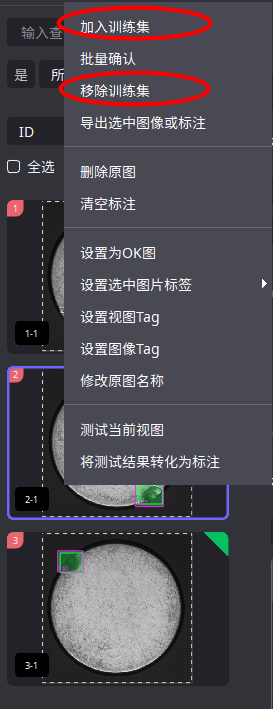 输入查
加入训练集
批量确认
是
所
移除训练集
导出选中图像或标注
ID
全选
删除原图
清空标注
1
设置为OK图
设置选中图片标签
设置视图Tag
1-1
设置图像Tag
2
修改原图名称
测试当前视图
将测试结果转化为标注
2-1
3
3-1